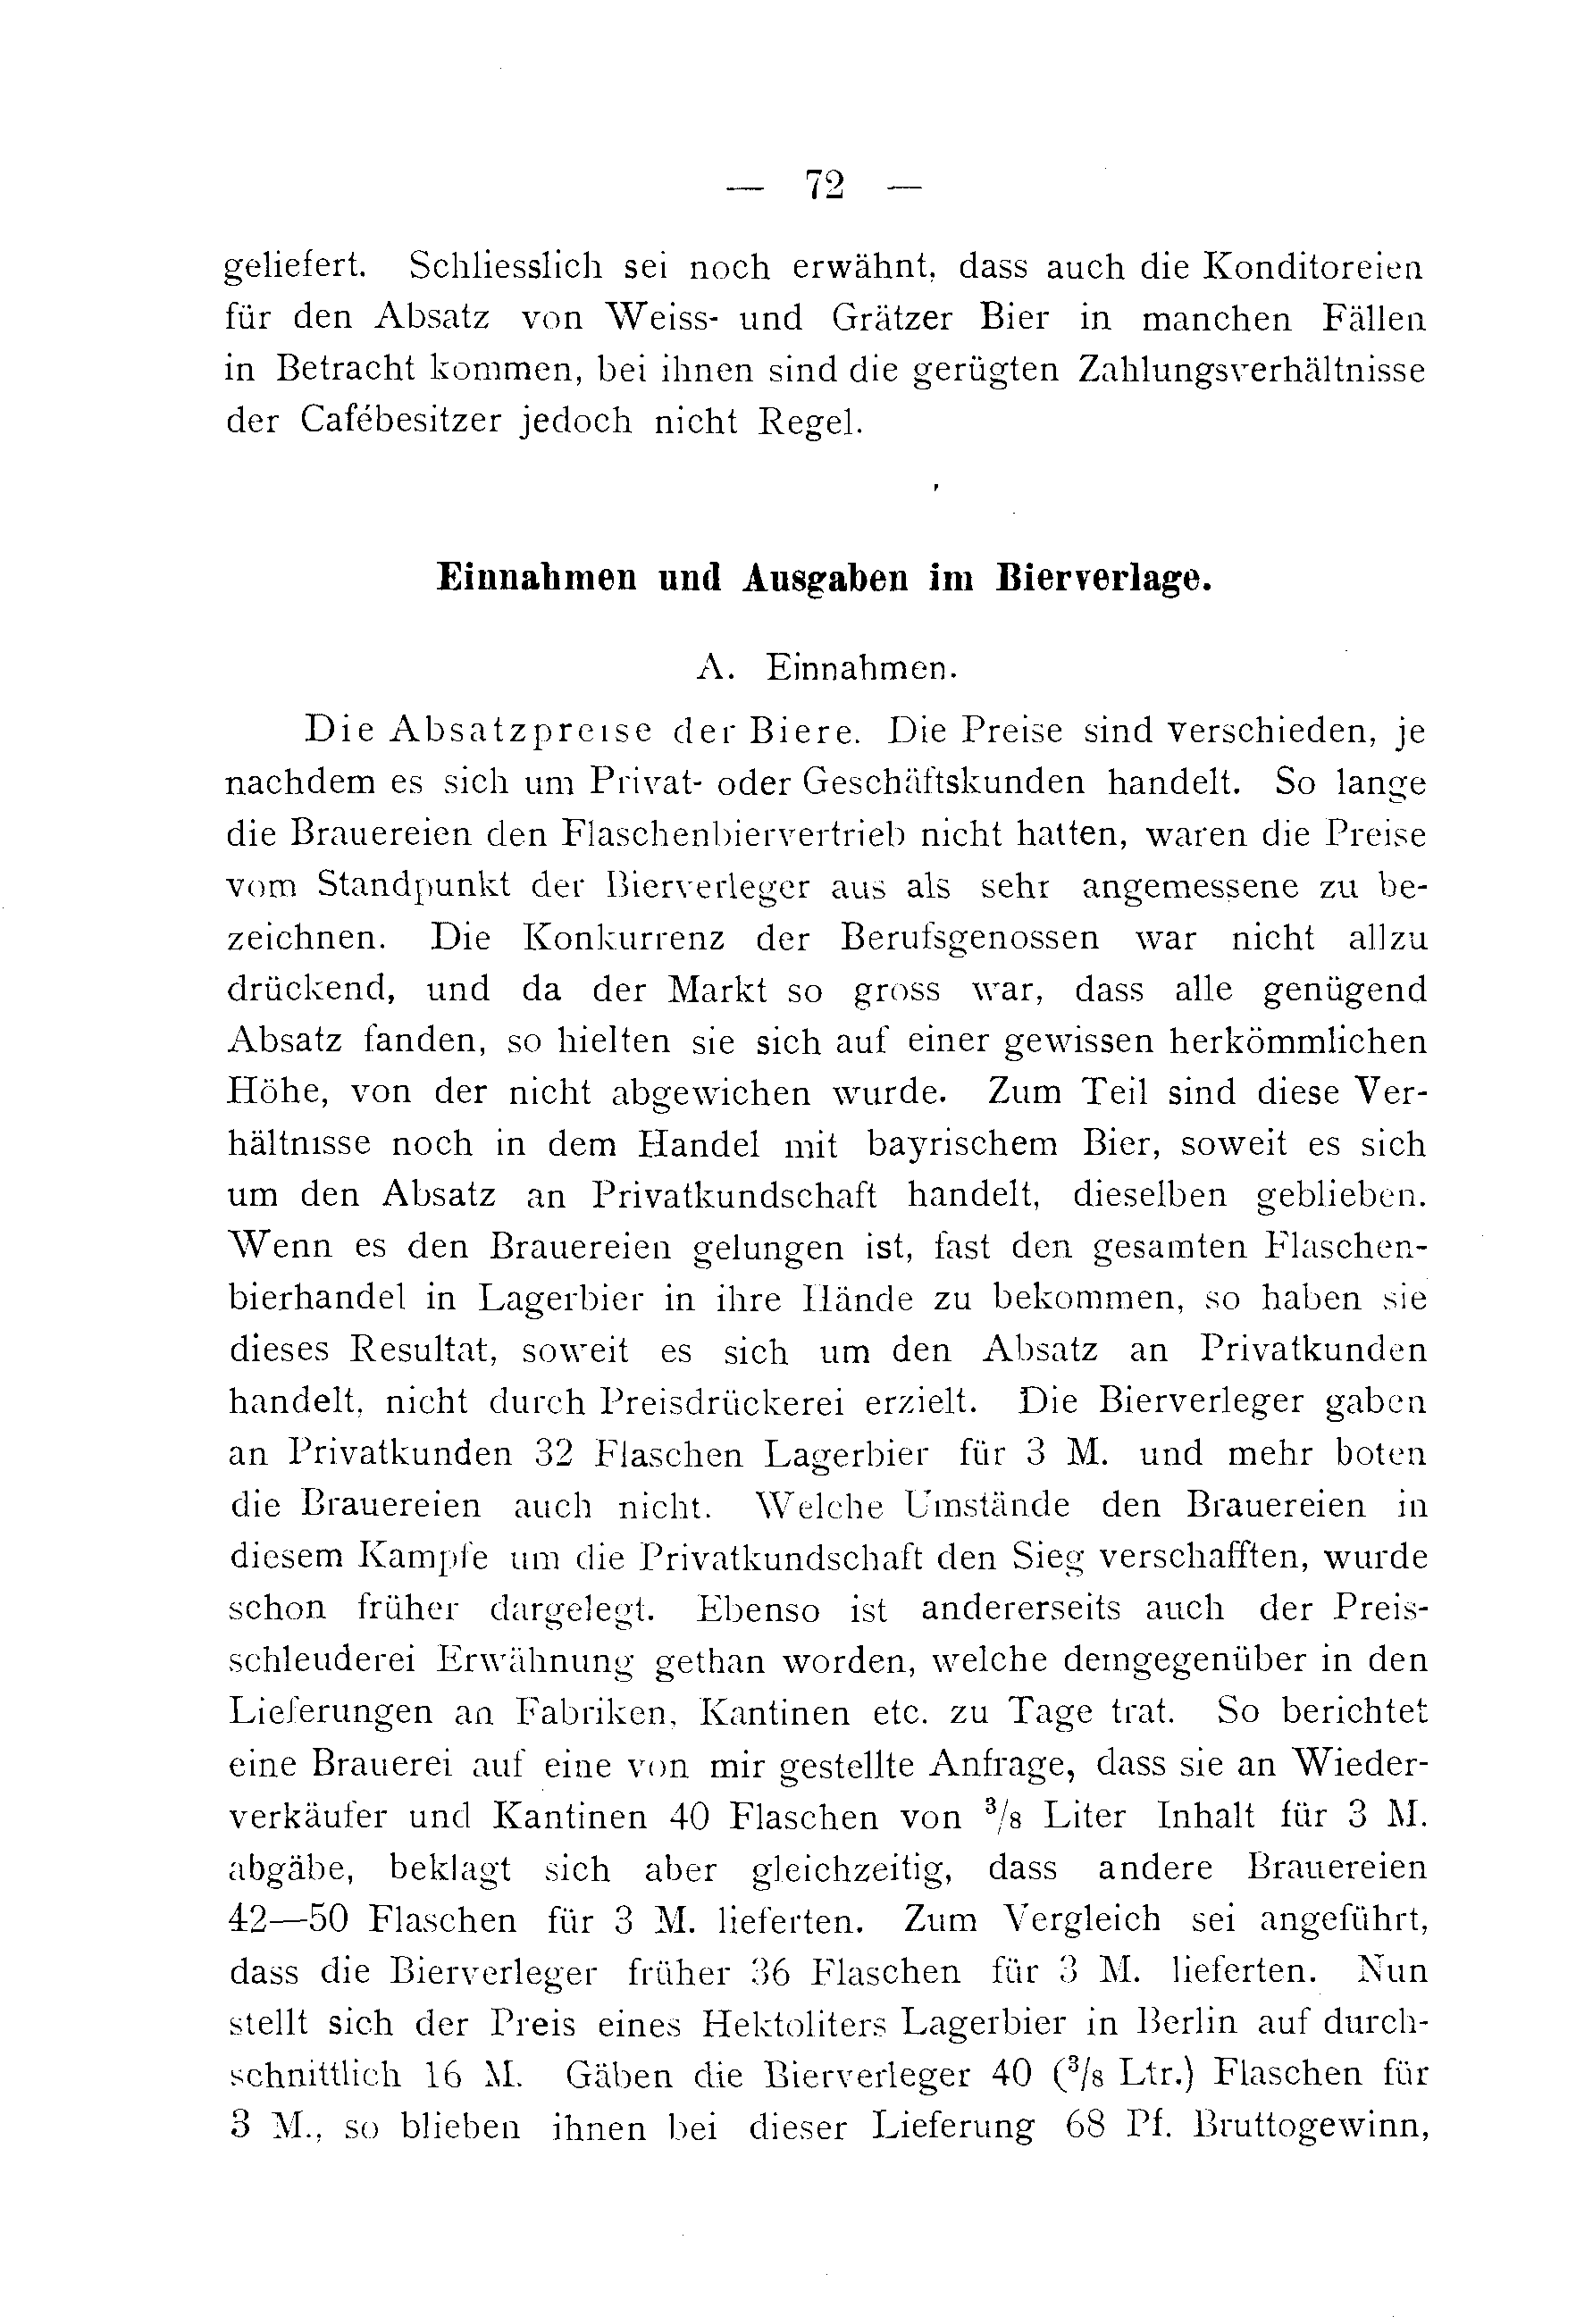 — 72 —
geliefert. Schliesslich sei noch erwähnt, dass auch die Konditoreien
für den Absatz von Weiss- und Grätzer Bier in manchen Fällen
in Betracht kommen, bei ihnen sind die gerügten Zahlungsverhältnisse
der Cafébesitzer jedoch nicht Regel.
Einnahmen und Ausgaben im Bierverlage.
A. Einnahmen.
Die Absatzpreise der Biere. Die Preise sind verschieden, je
nachdem es sich um Privat- oder Geschäftskunden handelt. So lange
die Brauereien den Flaschenbiervertrieb nicht hatten, waren die Preise
vom Standpunkt der Bierverleger aus als sehr angemessene zu be-
zeichnen. Die Konkurrenz der Berufsgenossen war nicht allzu
drückend, und da der Markt so gross war, dass alle genügend
Absatz fanden, so hielten sie sich auf einer gewissen herkömmlichen
Höhe, von der nicht abgewichen wurde. Zum Teil sind diese Ver-
hältnisse noch in dem Handel mit bayrischem Bier, soweit es sich
um den Absatz an Privatkundschaft handelt, dieselben geblieben.
Wenn es den Brauereien gelungen ist, fast den gesamten Flaschen-
bierhandel in Lagerbier in ihre Hände zu bekommen, so haben sie
dieses Resultat, soweit es sich um den Absatz an Privatkunden
handelt, nicht durch Preisdrückerei erzielt. Die Bierverleger gaben
an Privatkunden 32 Flaschen Lagerbier für 3 M. und mehr boten
die Brauereien auch nicht. Welche Umstände den Brauereien in
diesem Kampfe um die Privatkundschaft den Sieg verschafften, wurde
schon früher dargelegt. Ebenso ist andererseits auch der Preis-
schleuderei Erwähnung gethan worden, welche demgegenüber in den
Lieferungen an Fabriken, Kantinen etc. zu Tage trat. So berichtet
eine Brauerei auf eine von mir gestellte Anfrage, dass sie an Wieder-
verkäufer und Kantinen 40 Flaschen von ³/₈ Liter Inhalt für 3 M.
abgäbe, beklagt sich aber gleichzeitig, dass andere Brauereien
42—50 Flaschen für 3 M. lieferten. Zum Vergleich sei angeführt,
dass die Bierverleger früher 36 Flaschen für 3 M. lieferten. Nun
stellt sich der Preis eines Hektoliters Lagerbier in Berlin auf durch-
schnittlich 16 M. Gäben die Bierverleger 40 (³/₈ Ltr.) Flaschen für
3 M., so blieben ihnen bei dieser Lieferung 68 Pf. Bruttogewinn,